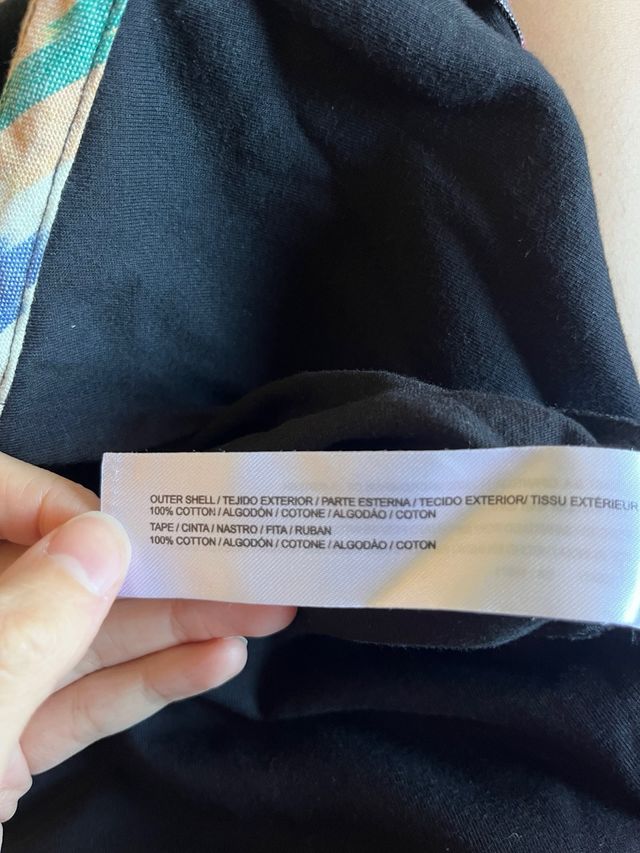 OUTER SHELL / TEJIDO EXTERIOR / PARTE ESTERNA / TECIDO EXTERIOR/ TISSU EXTÉRIEUR
100% COTTON / ALGODÓN / COTONE / ALGODÃO / COTON
TAPE / CINTA / NASTRO / FITA / RUBAN
100% COTTON / ALGODÓN / COTONE / ALGODÃO / COTON